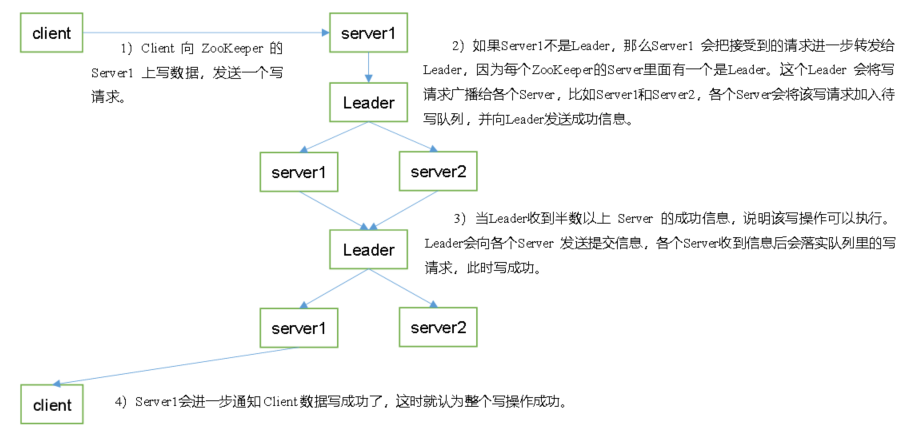 client
server1
1）Client 向 ZooKeeper 的
Server1 上写数据，发送一个写
请求。
2）如果Server1不是Leader，那么Server1 会把接受到的请求进一步转发给
Leader，因为每个ZooKeeper的Server里面有一个是Leader。这个Leader 会将写
请求广播给各个Server，比如Server1和Server2，各个Server会将该写请求加入待
写队列，并向Leader发送成功信息。
Leader
server1
server2
3）当Leader收到半数以上 Server 的成功信息，说明该写操作可以执行。
Leader会向各个Server 发送提交信息，各个Server收到信息后会落实队列里的写
请求，此时写成功。
Leader
server1
server2
client
4）Server1会进一步通知 Client 数据写成功了，这时就认为整个写操作成功。